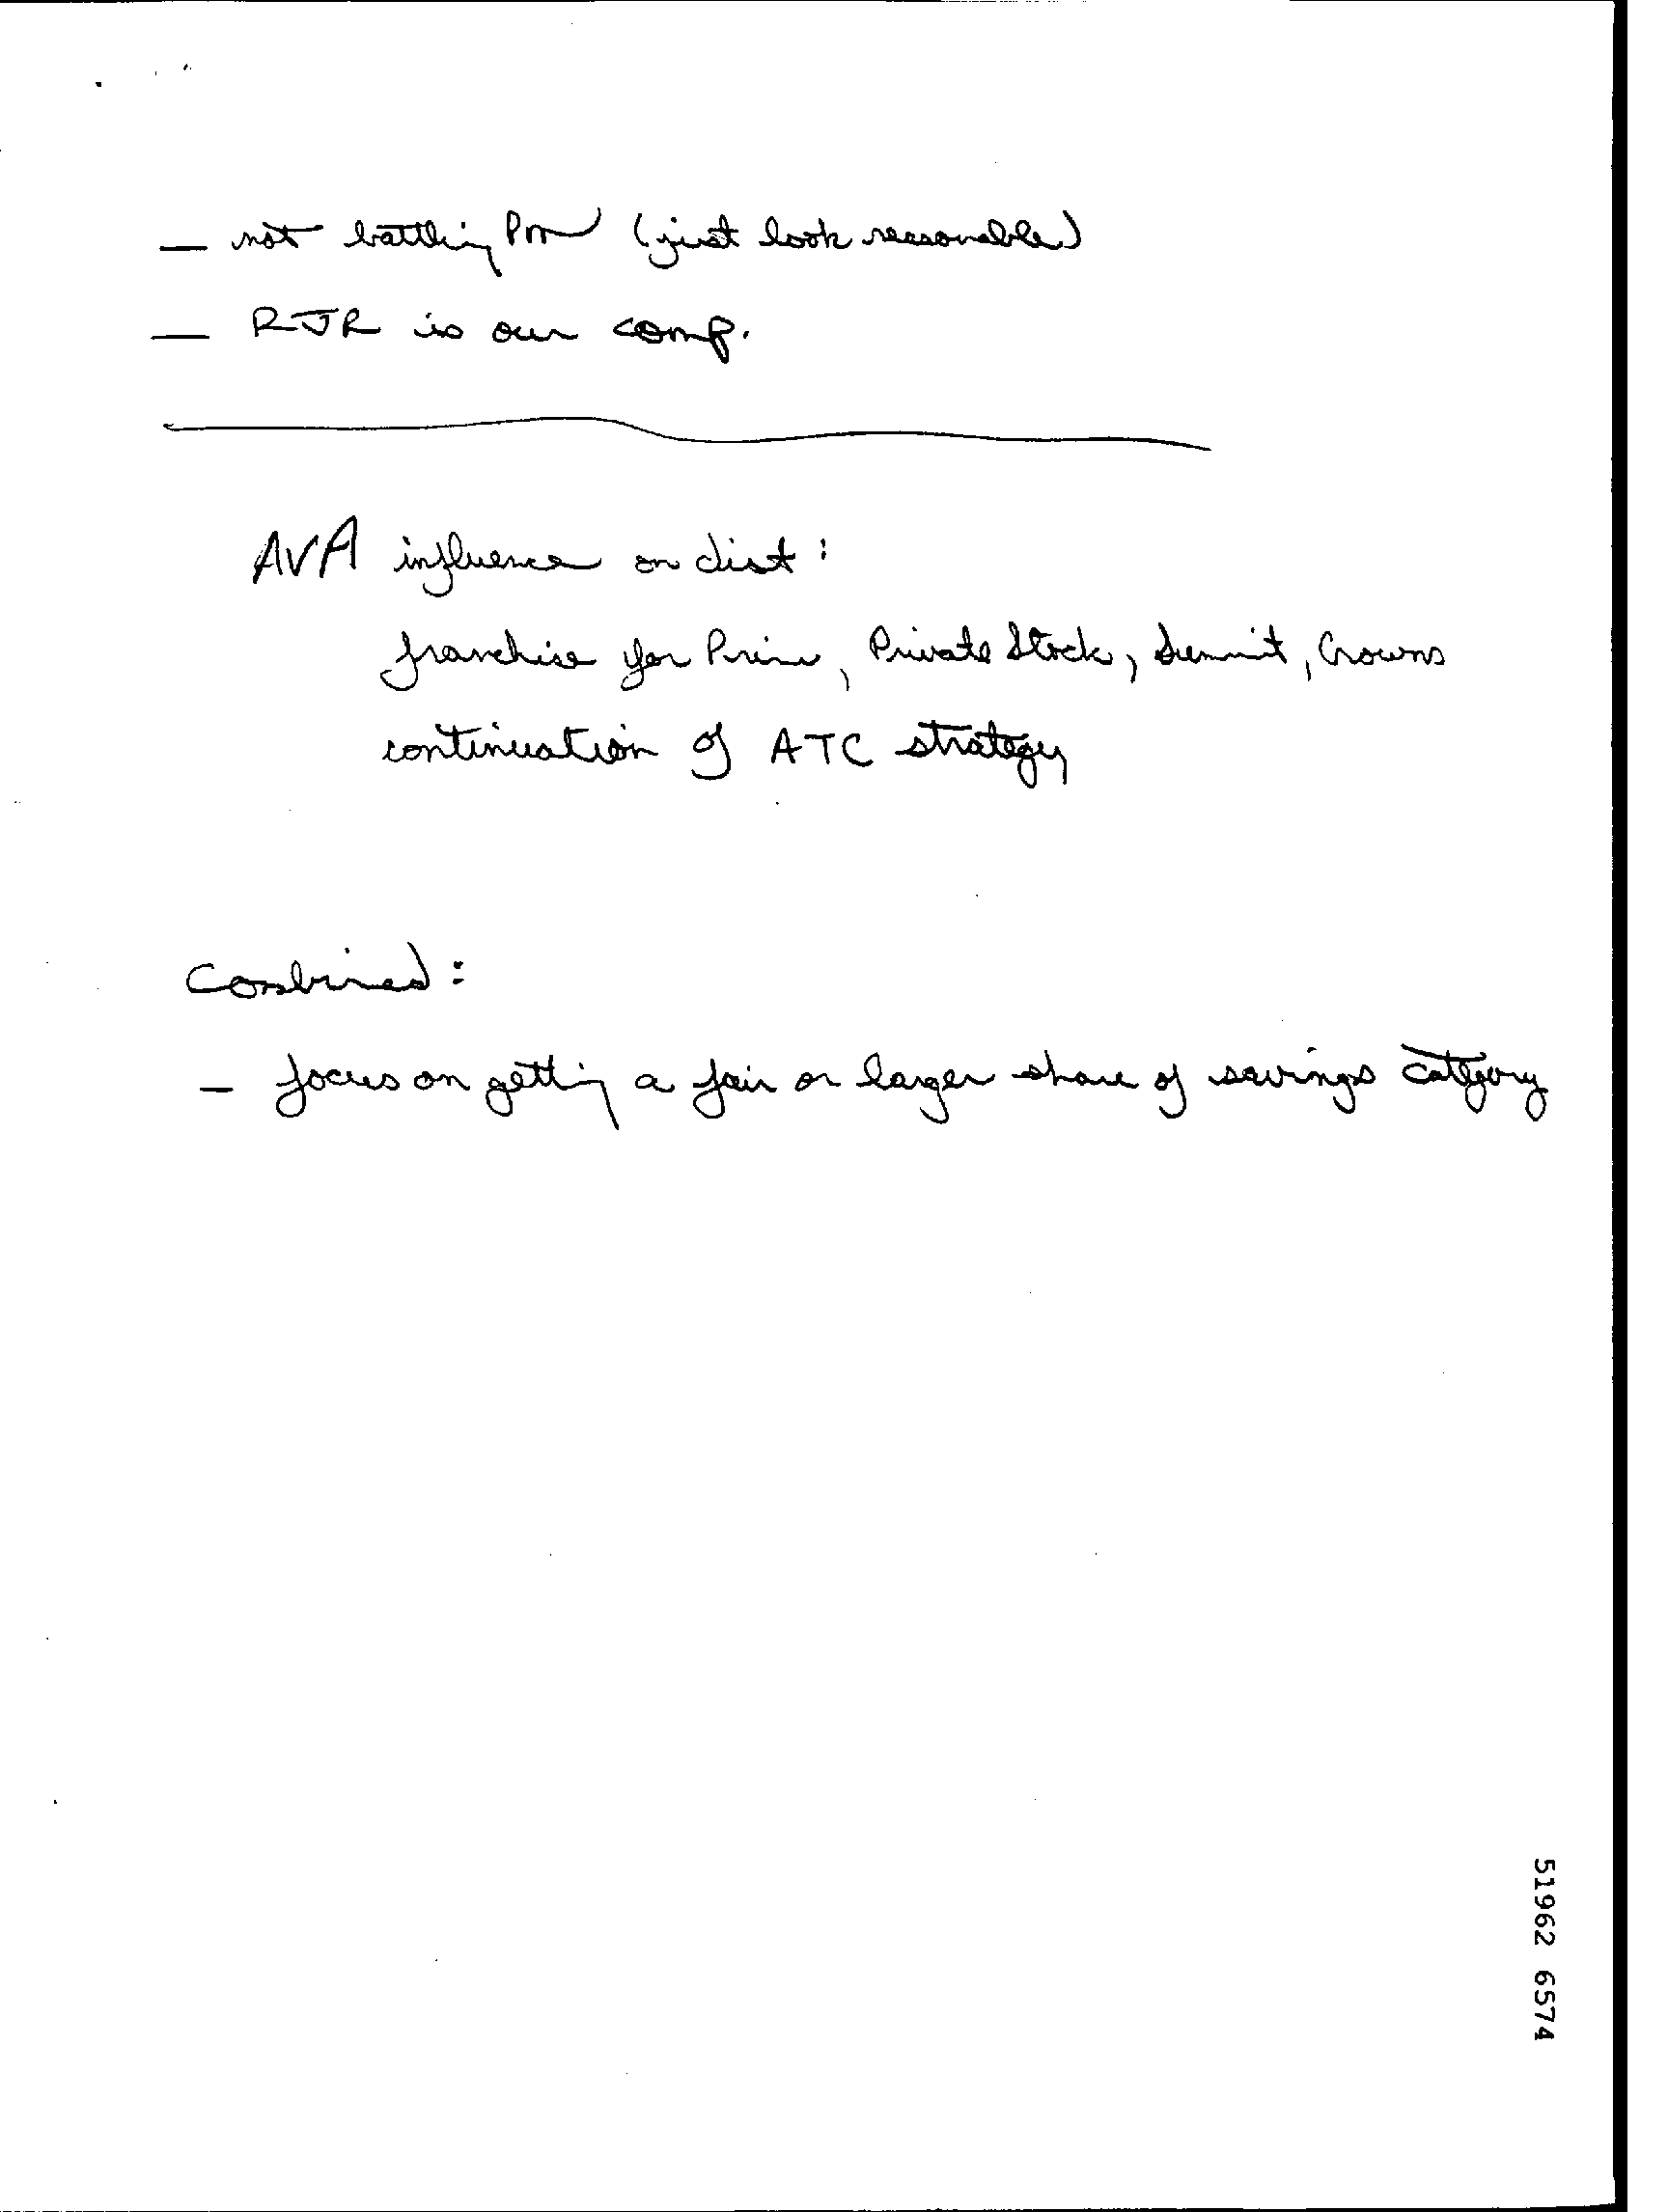 — not battling PM (just look reasonable)
— RJR is our comp.
AVA influence on dist:
franchise for Prime, Private Stock, Summit, Crowns
continuation of ATC strategy
Combined:
- focus on getting a fair or larger share of savings category
51962 6574